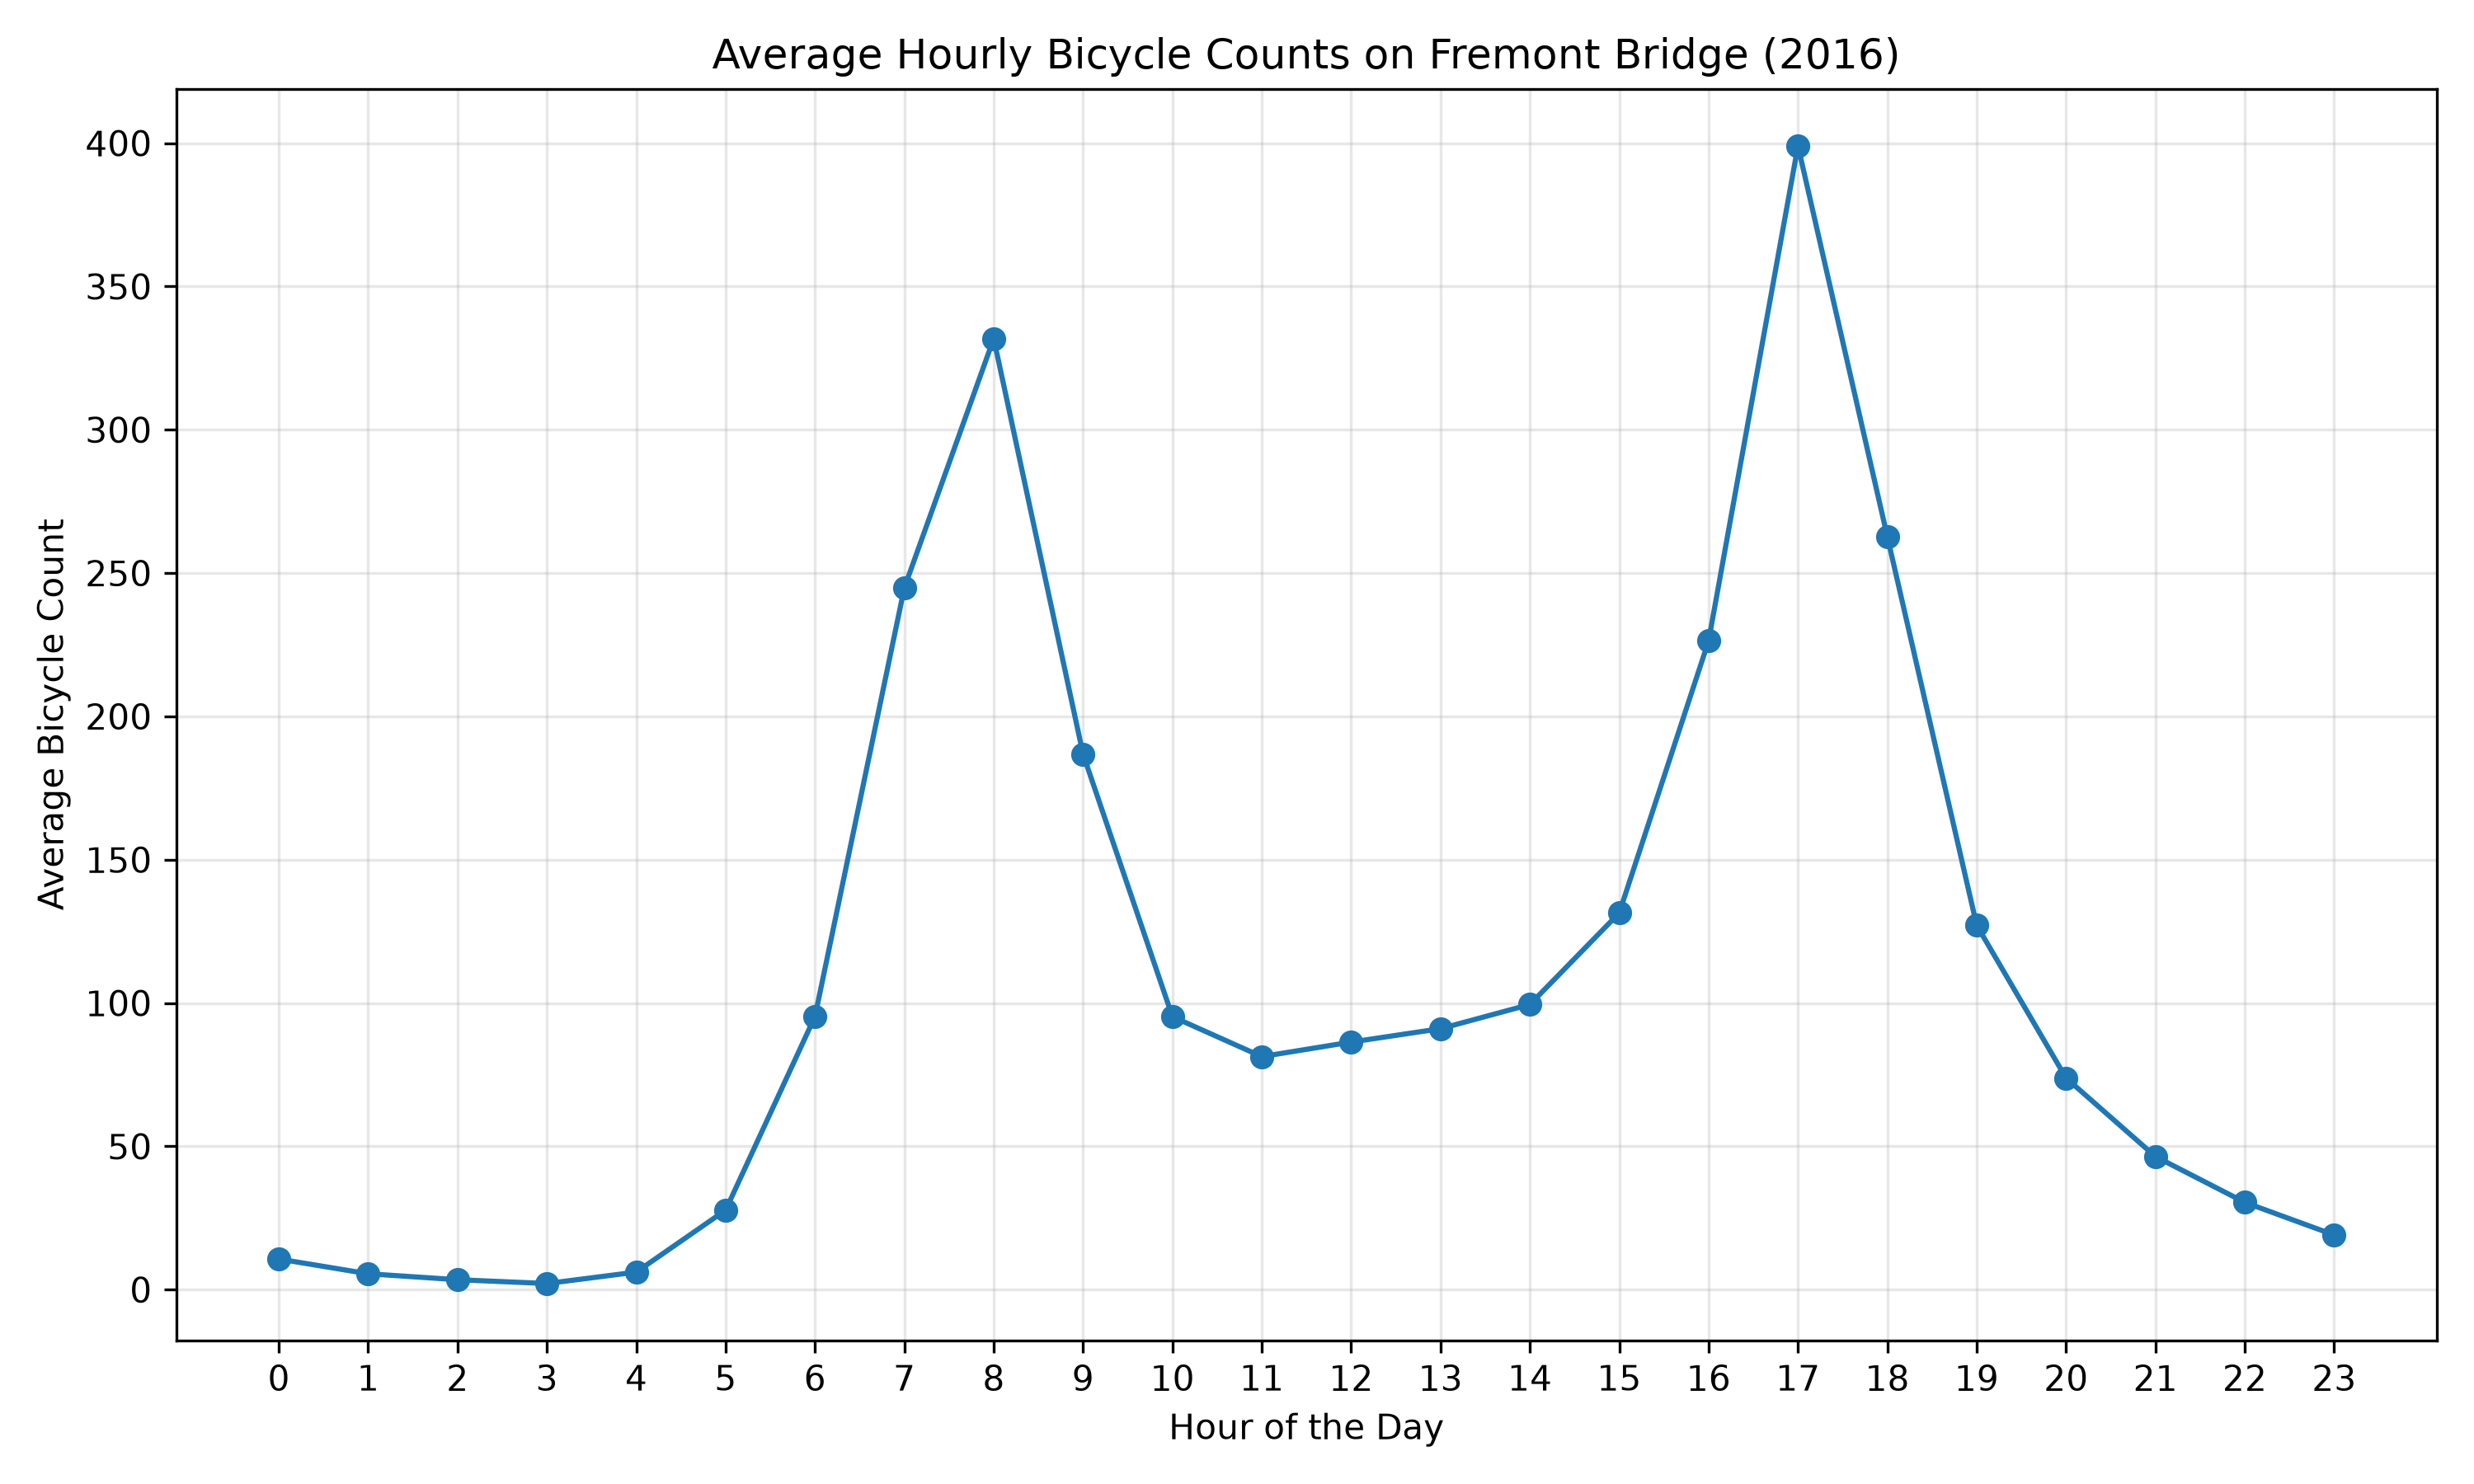 Average Hourly Bicycle Counts on Fremont Bridge (2016)
400
350
300
250
200
150
100
50
0
Average Bicycle Count
0 1 2 3 4 5 6 7 8 9 10 11 12 13 14 15 16 17 18 19 20 21 22 23
Hour of the Day